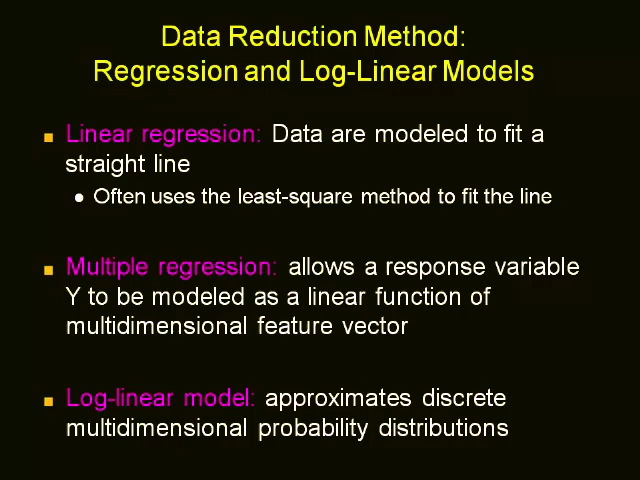 Data Reduction Method:
Regression and Log-Linear Models
Linear regression: Data are modeled to fit a
straight line
Often uses the least-square method to fit the line
Multiple regression: allows a response variable
Y to be modeled as a linear function of
multidimensional feature vector
Log-linear model: approximates discrete
multidimensional probability distributions